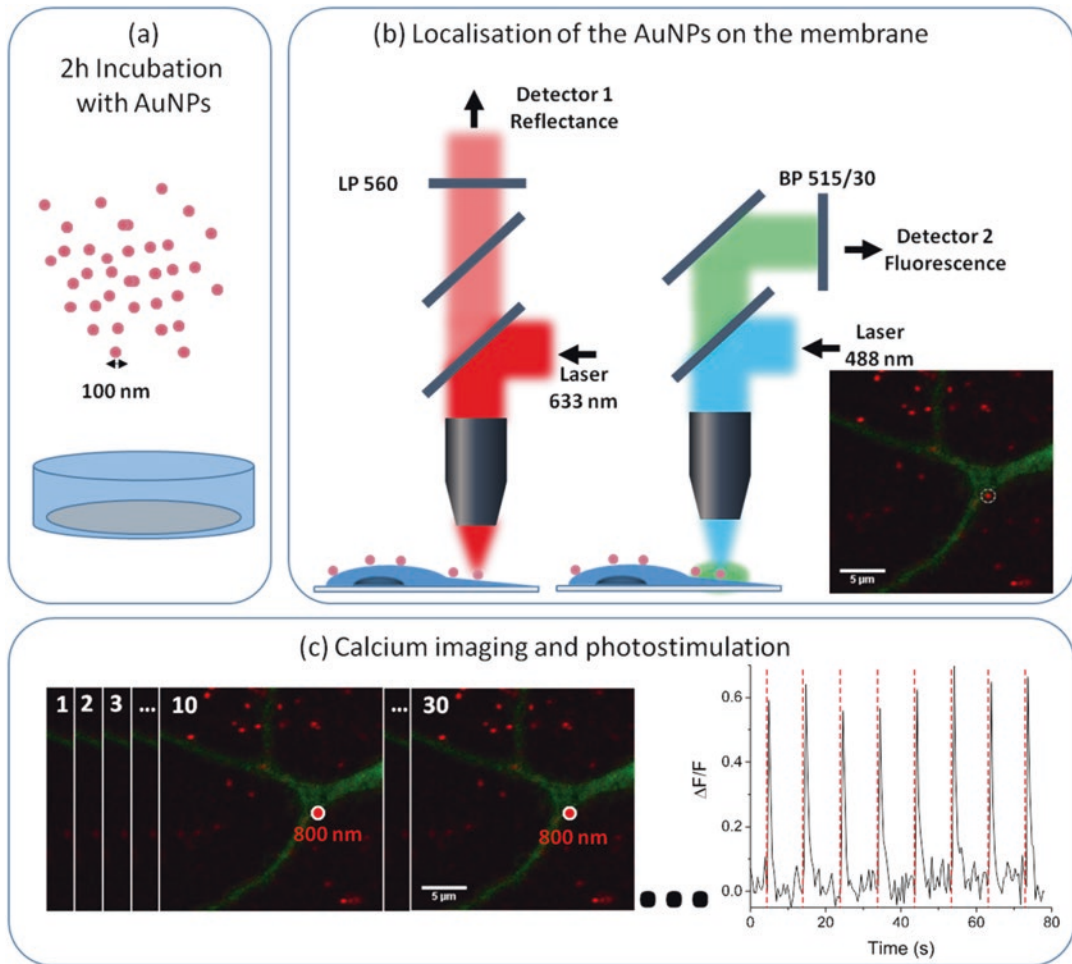 (a)
2h Incubation
with AuNPs
100 nm
(b) Localisation of the AuNPs on the membrane
Detector 1
Reflectance
LP 560
Laser
633 nm
BP 515/30
Detector 2
Fluorescence
Laser
488 nm
5 µm
(c) Calcium imaging and photostimulation
1 2 3 ... 10
800 nm
... 30
800 nm
5 µm
ΔF/F
0.6
0.4
0.2
0.0
0 20 40 60 80
Time (s)